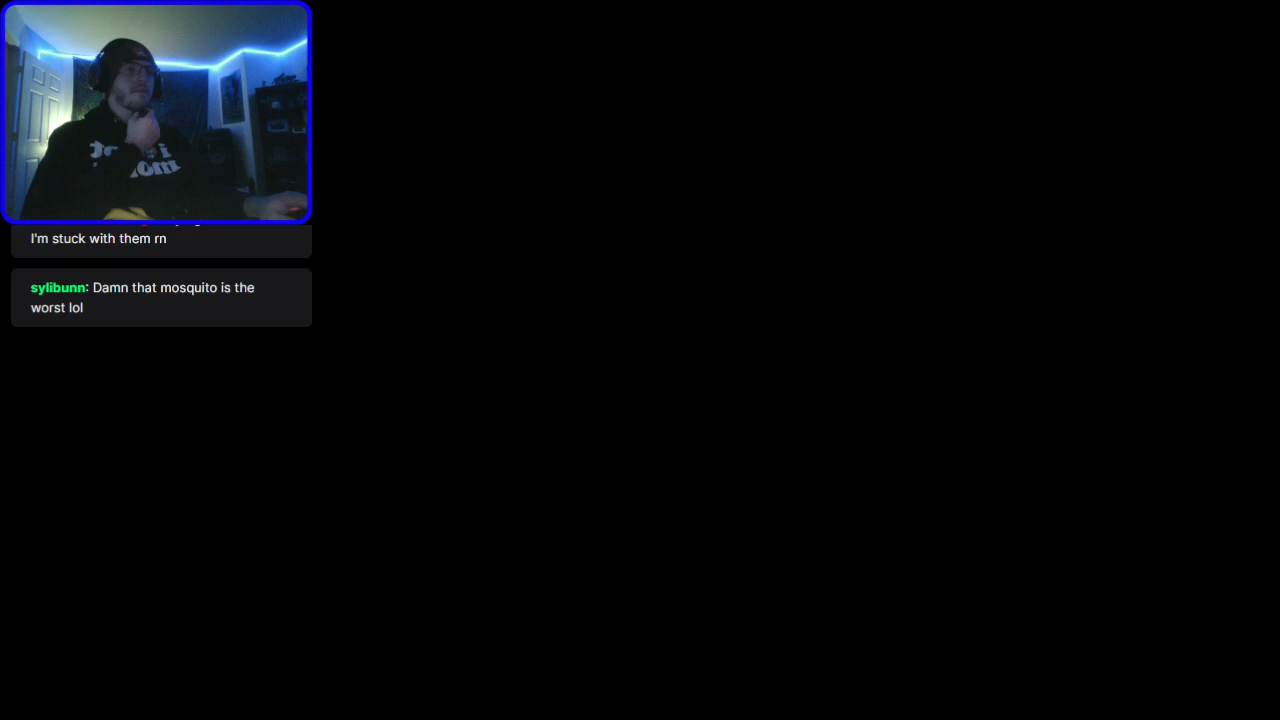 I'm stuck with them rn
sylibunn: Damn that mosquito is the
worst lol